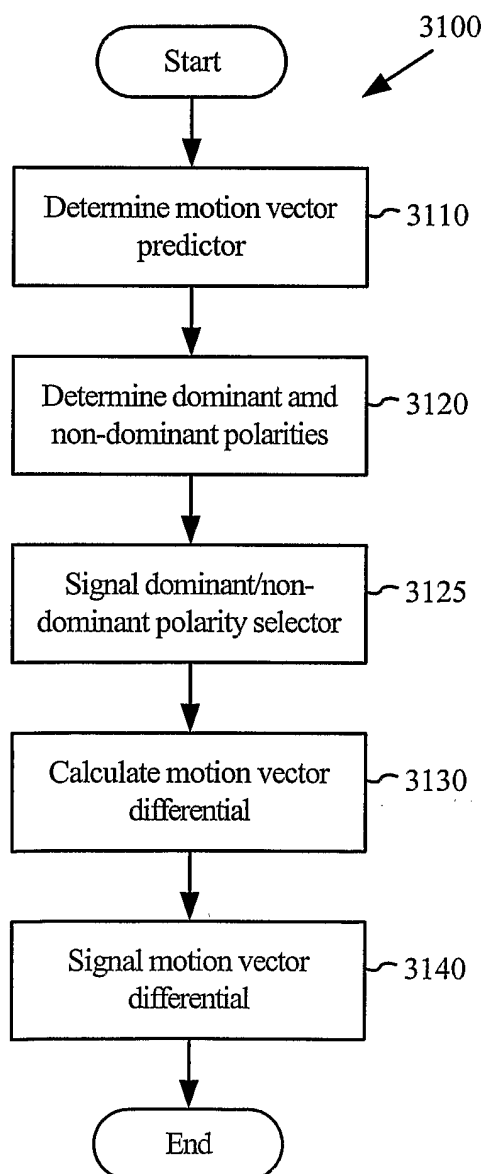 3100
Start
Determine motion vector
predictor
3110
Determine dominant amd
non-dominant polarities
3120
Signal dominant/non-
dominant polarity selector
3125
Calculate motion vector
differential
3130
Signal motion vector
differential
3140
End